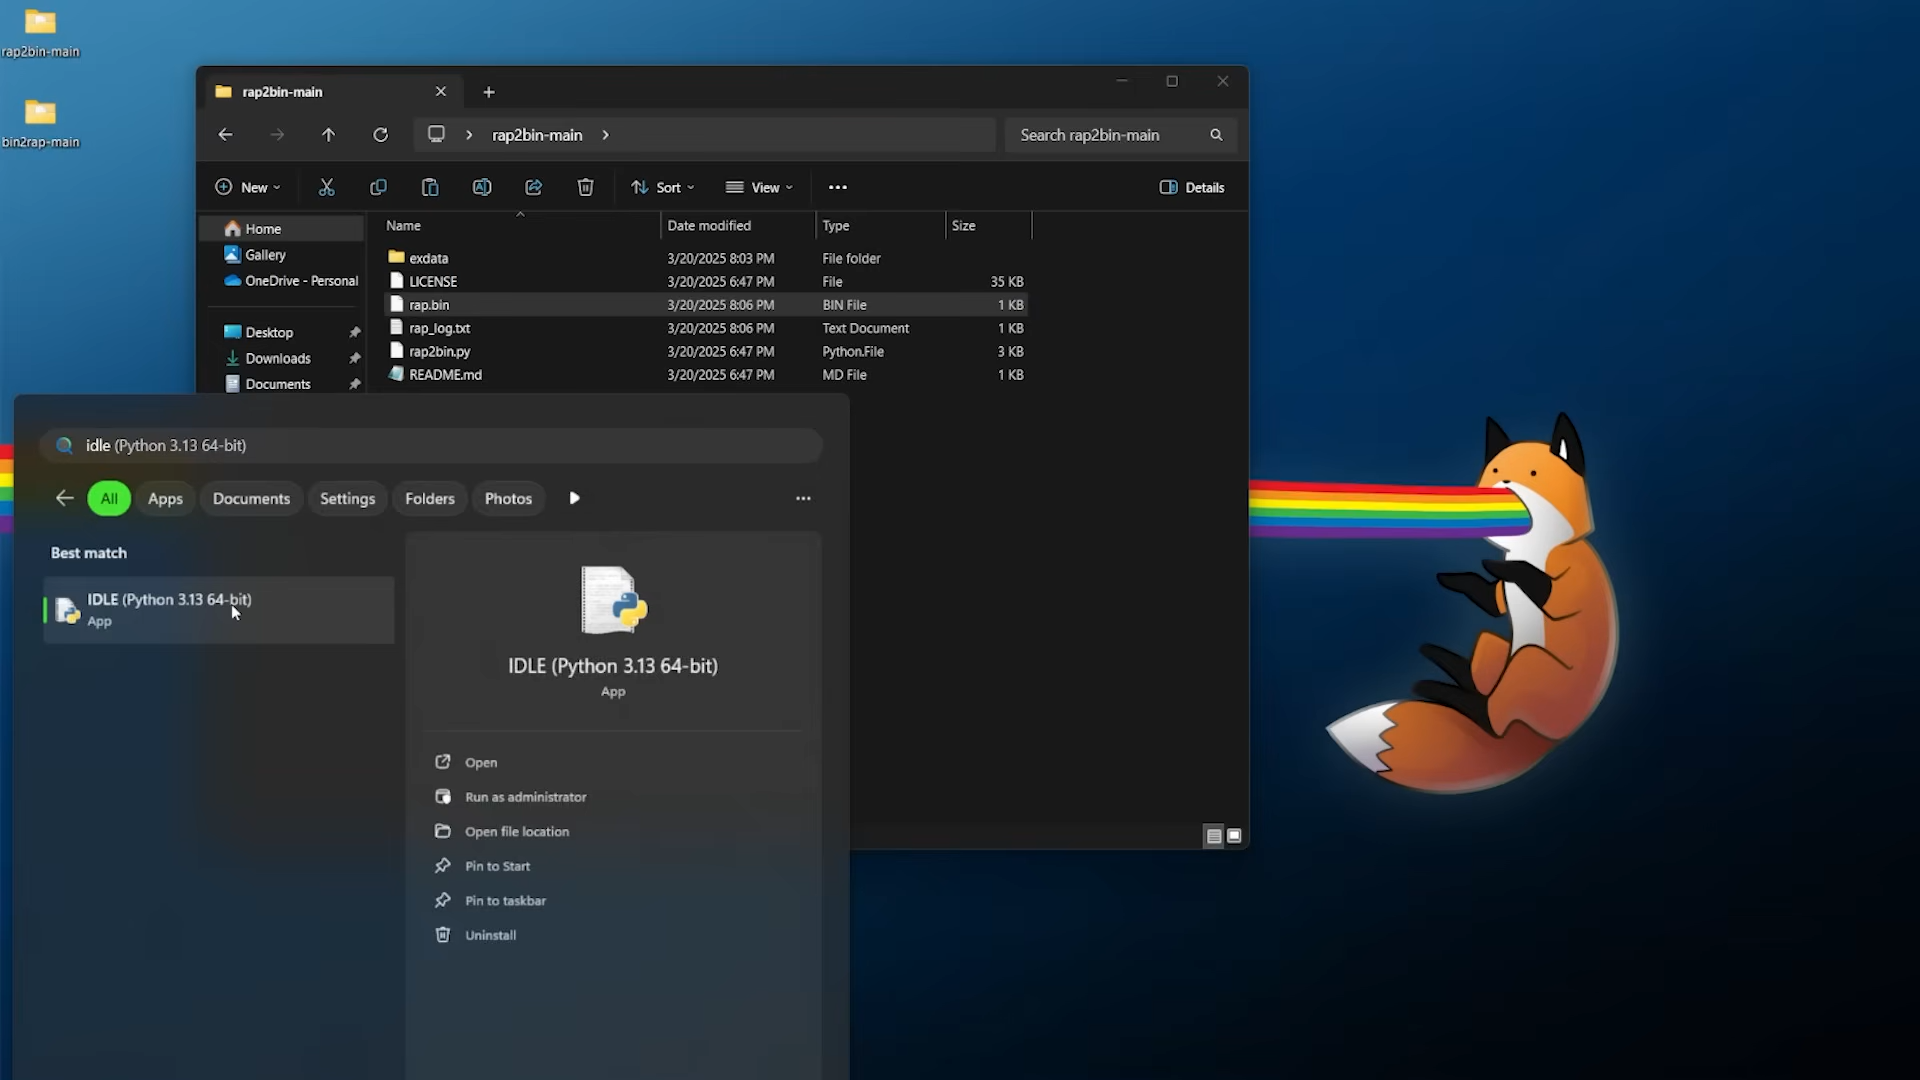 rap2bin-main
bin2rap-main
rap2bin-main
rap2bin-main
Search rap2bin-main
New
Sort
View
Details
Home
Gallery
OneDrive - Personal
Desktop
Downloads
Documents
Name Date modified Type Size
exdata 3/20/2025 8:03 PM File folder
LICENSE 3/20/2025 6:47 PM File 35 KB
rap.bin 3/20/2025 8:06 PM BIN File 1 KB
rap_log.txt 3/20/2025 8:06 PM Text Document 1 KB
rap2bin.py 3/20/2025 6:47 PM Python.File 3 KB
README.md 3/20/2025 6:47 PM MD File 1 KB
idle (Python 3.13 64-bit)
All Apps Documents Settings Folders Photos
Best match
IDLE (Python 3.13 64-bit)
App
IDLE (Python 3.13 64-bit)
App
Open
Run as administrator
Open file location
Pin to Start
Pin to taskbar
Uninstall